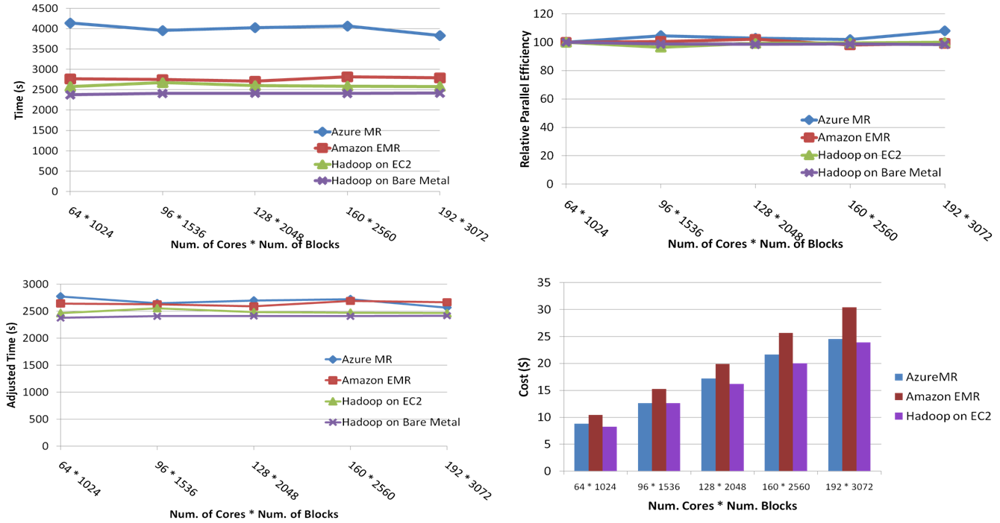 4500
4000
3500
3000
2500
2000
1500
1000
500
0
Time (s)
Azure MR
Amazon EMR
Hadoop on EC2
Hadoop on Bare Metal
64 * 1024
96 * 1536
128 * 2048
160 * 2560
192 * 3072
Num. of Cores * Num. of Blocks
120
100
80
60
40
20
0
Relative Parallel Efficiency
Azure MR
Amazon EMR
Hadoop on EC2
Hadoop on Bare Metal
64 * 1024
96 * 1536
128 * 2048
160 * 2560
192 * 3072
Num. of Cores * Num. of Blocks
3000
2500
2000
1500
1000
500
0
Adjusted Time (s)
Azure MR
Amazon EMR
Hadoop on EC2
Hadoop on Bare Metal
64 * 1024
96 * 1536
128 * 2048
160 * 2560
192 * 3072
Num. of Cores * Num. of Blocks
35
30
25
20
15
10
5
0
Cost ($)
AzureMR
Amazon EMR
Hadoop on EC2
64 * 1024
96 * 1536
128 * 2048
160 * 2560
192 * 3072
Num. Cores * Num. Blocks